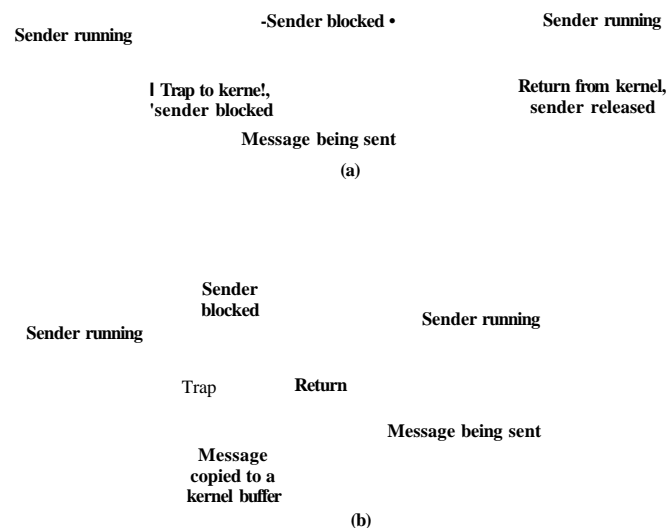 Sender running
-Sender blocked •
Sender running
l Trap to kerne!,
'sender blocked
Return from kernel,
sender released
Message being sent
(a)
Sender
blocked
Sender running
Sender running
Trap
Return
Message being sent
Message
copied to a
kernel buffer
(b)